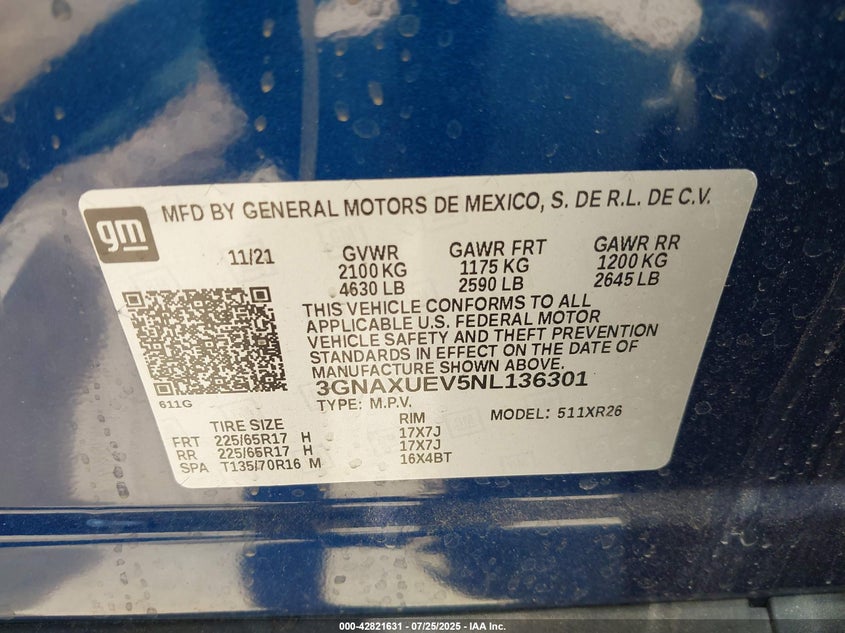 gm
MFD BY GENERAL MOTORS DE MEXICO, S. DE R.L. DE C.V.
11/21 GVWR GAWR FRT GAWR RR
2100 KG 1175 KG 1200 KG
4630 LB 2590 LB 2645 LB
THIS VEHICLE CONFORMS TO ALL
APPLICABLE U.S. FEDERAL MOTOR
VEHICLE SAFETY AND THEFT PREVENTION
STANDARDS IN EFFECT ON THE DATE OF
MANUFACTURE SHOWN ABOVE.
611G
3GNAXUEV5NL136301
TYPE: M.P.V. MODEL: 511XR26
TIRE SIZE RIM
FRT 225/65R17 H 17X7J
RR 225/65R17 H 17X7J
SPA T135/70R16 M 16X4BT
000-42821631 - 07/25/2025 - IAA Inc.